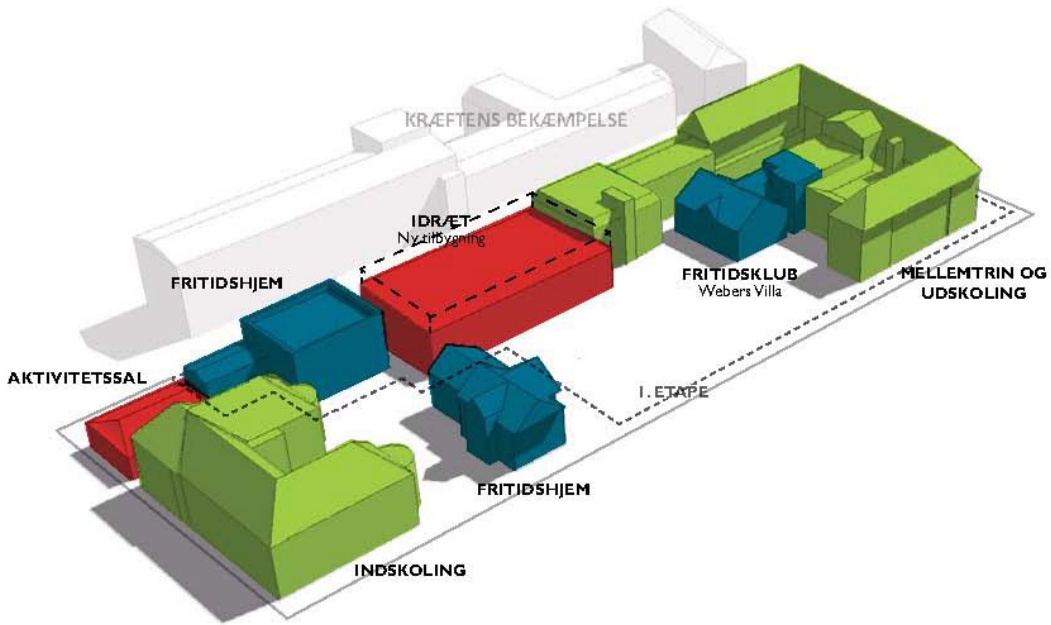 KRÆFTENS BEKÆMPELSE
IDRÆT
Ny tilbygning
FRITIDSHJEM
FRITIDSKLUB
Webers Villa
MELLEMTRIN OG
UDSKOLING
AKTIVITETSSAL
1. ETAPE
FRITIDSHJEM
INDSKOLING